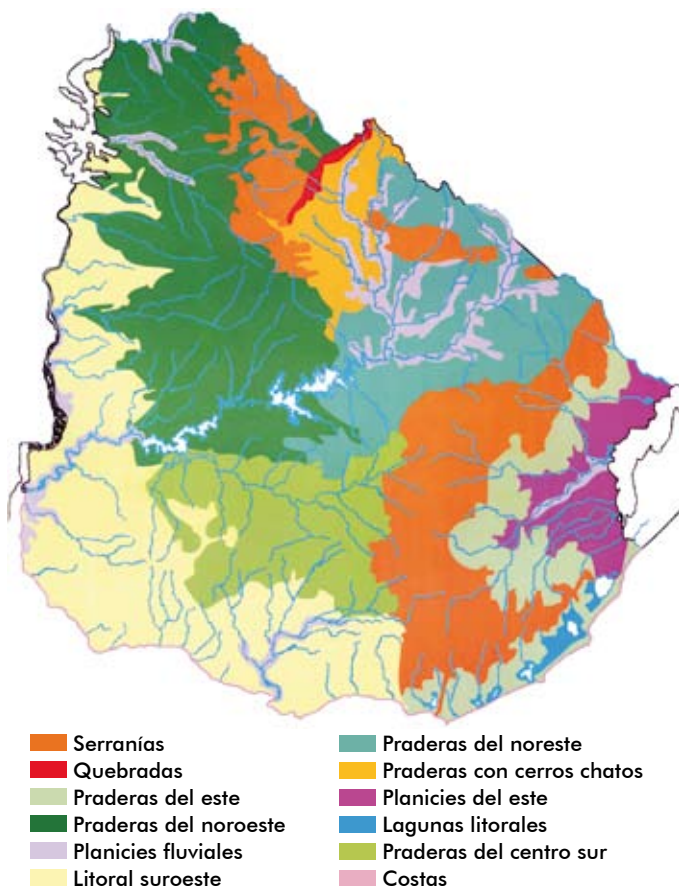 Serranías
Quebradas
Praderas del este
Praderas del noroeste
Planicies fluviales
Litoral suroeste
Praderas del noreste
Praderas con cerros chatos
Planicies del este
Lagunas litorales
Praderas del centro sur
Costas